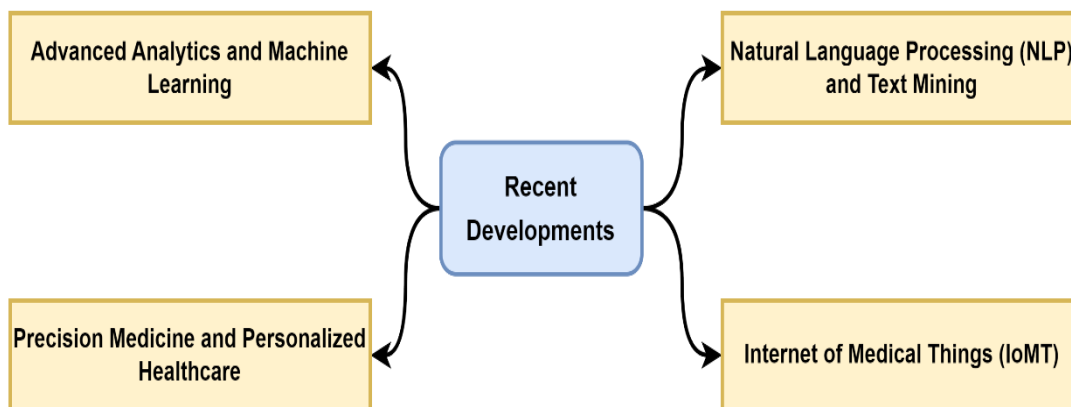 Advanced Analytics and Machine
Learning
Natural Language Processing (NLP)
and Text Mining
Recent
Developments
Precision Medicine and Personalized
Healthcare
Internet of Medical Things (IoMT)